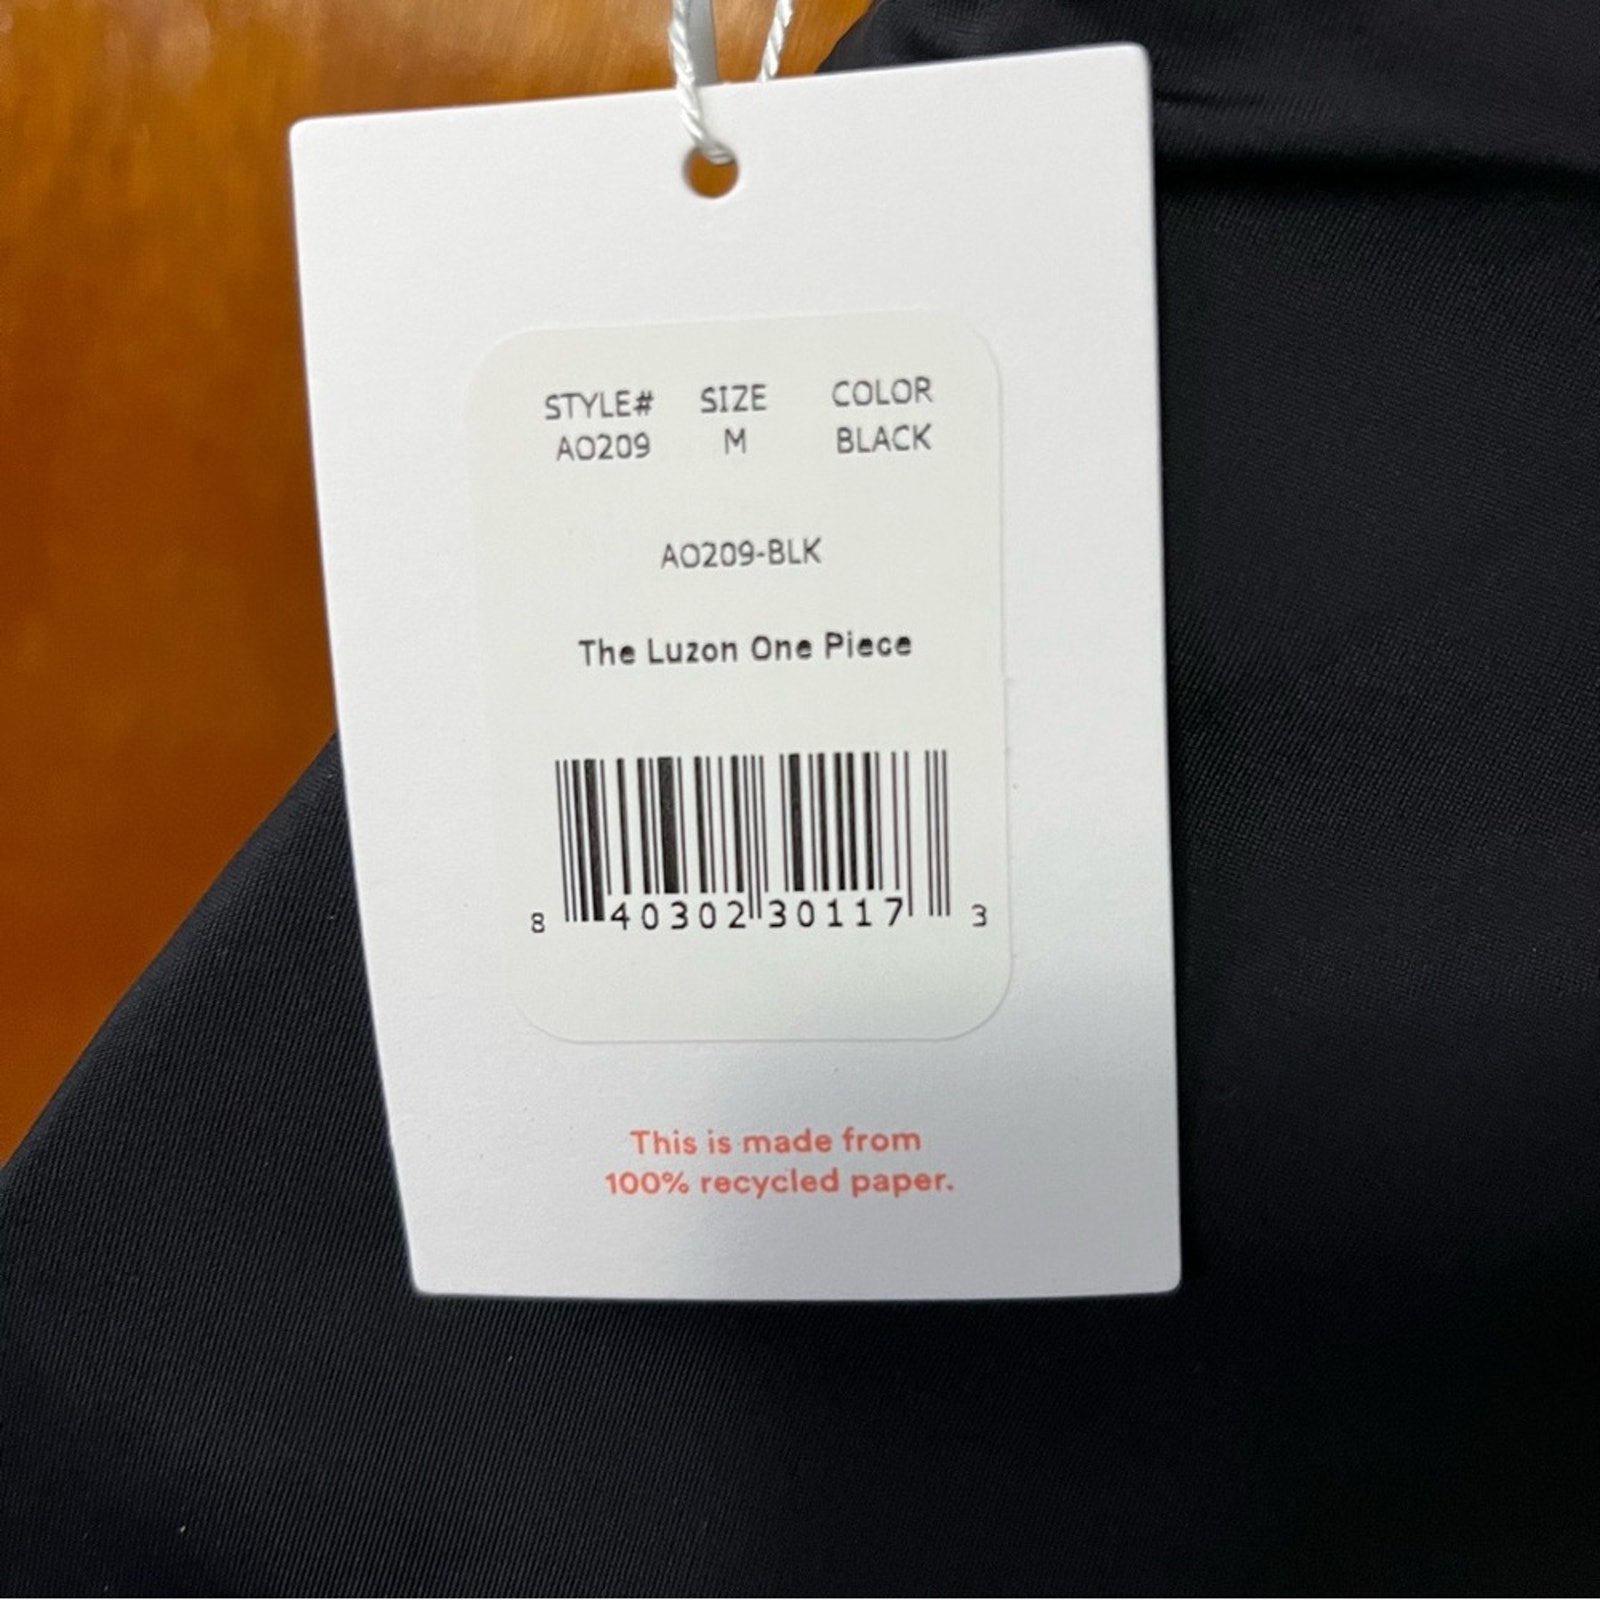 STYLE# SIZE COLOR
AO209 M BLACK
AO209-BLK
The Luzon One Piece
8 40302 30117 3
This is made from
100% recycled paper.